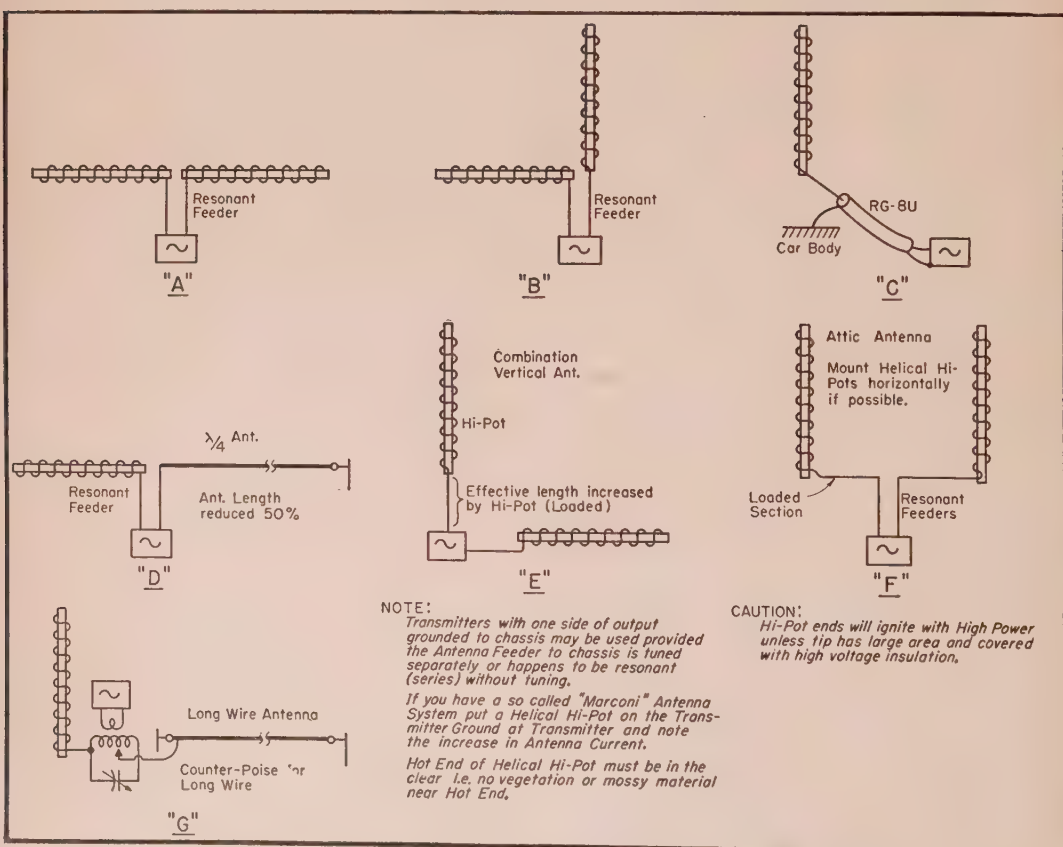 Resonant
Feeder
"A"
Resonant
Feeder
"B"
RG-8U
Car Body
"C"
λ/4 Ant.
Resonant
Feeder
Ant. Length
reduced 50%
"D"
Combination
Vertical Ant.
Hi-Pot
Effective length increased
by Hi-Pot (Loaded)
"E"
Attic Antenna
Mount Helical Hi-
Pots horizontally
if possible.
Loaded
Section
Resonant
Feeders
"F"
Long Wire Antenna
Counter-Poise for
Long Wire
"G"
NOTE:
Transmitters with one side of output
grounded to chassis may be used provided
the Antenna Feeder to chassis is tuned
separately or happens to be resonant
(series) without tuning.
If you have a so called "Marconi" Antenna
System put a Helical Hi-Pot on the Trans-
mitter Ground at Transmitter and note
the increase in Antenna Current.
Hot End of Helical Hi-Pot must be in the
clear I.e. no vegetation or mossy material
near Hot End.
CAUTION:
Hi-Pot ends will ignite with High Power
unless tip has large area and covered
with high voltage insulation.